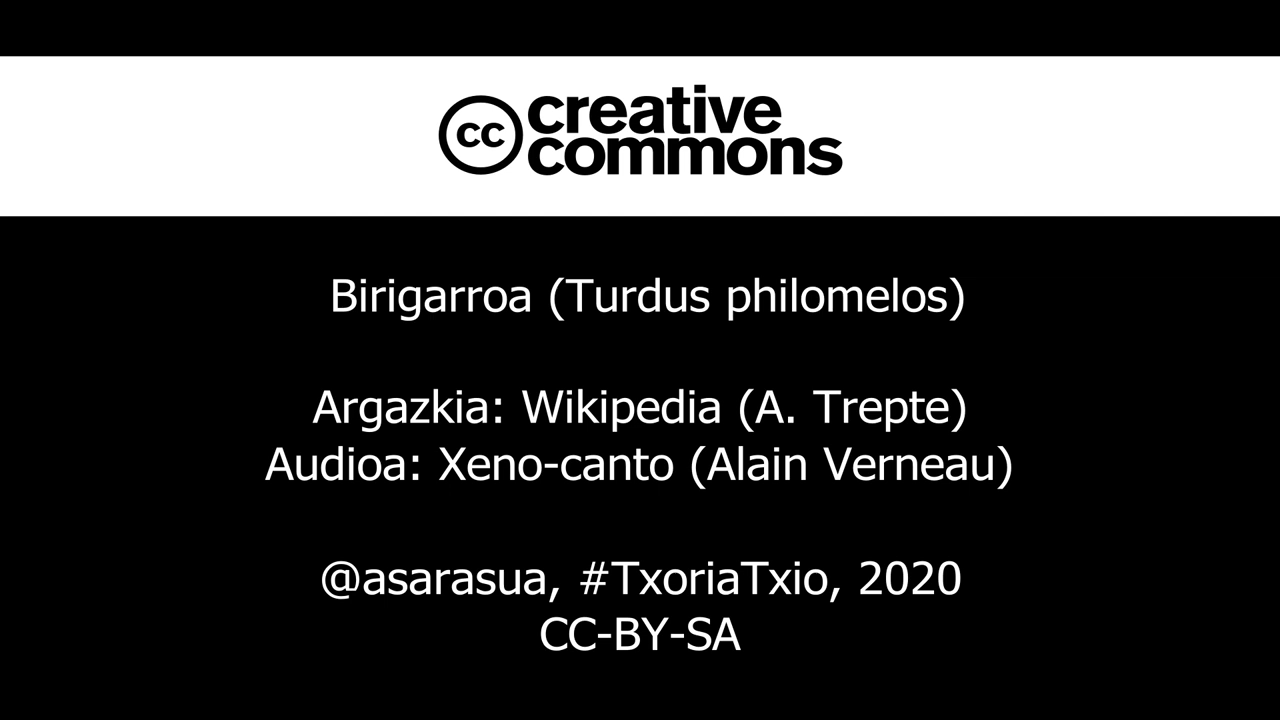 cc creative
commons
Birigarroa (Turdus philomelos)
Argazkia: Wikipedia (A. Trepte)
Audioa: Xeno-canto (Alain Verneau)
@asarasua, #TxoriaTxio, 2020
CC-BY-SA